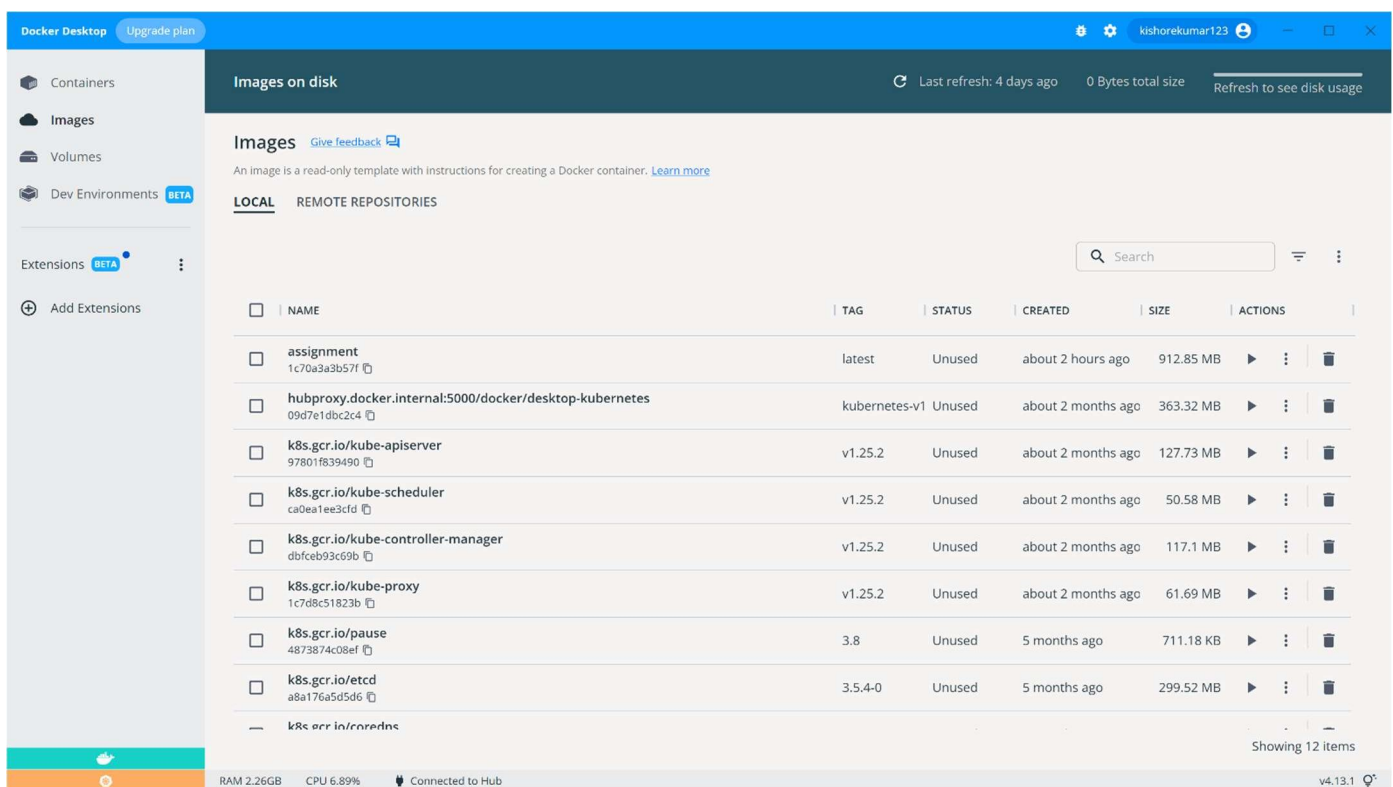 Docker Desktop Upgrade plan kishorekumar123
Containers
Images
Volumes
Dev Environments BETA
Extensions BETA
Add Extensions
Images on disk Last refresh: 4 days ago 0 Bytes total size Refresh to see disk usage
Images Give feedback
An image is a read-only template with instructions for creating a Docker container. Learn more
LOCAL REMOTE REPOSITORIES
Search
NAME TAG STATUS CREATED SIZE ACTIONS
assignment latest Unused about 2 hours ago 912.85 MB
1c70a3a3b57f
hubproxy.docker.internal:5000/docker/desktop-kubernetes kubernetes-v1 Unused about 2 months ago 363.32 MB
09d7e1dbc2c4
k8s.gcr.io/kube-apiserver v1.25.2 Unused about 2 months ago 127.73 MB
97801f839490
k8s.gcr.io/kube-scheduler v1.25.2 Unused about 2 months ago 50.58 MB
ca0ea1ee3cfd
k8s.gcr.io/kube-controller-manager v1.25.2 Unused about 2 months ago 117.1 MB
dbfceb93c69b
k8s.gcr.io/kube-proxy v1.25.2 Unused about 2 months ago 61.69 MB
1c7d8c51823b
k8s.gcr.io/pause 3.8 Unused 5 months ago 711.18 KB
4873874c08ef
k8s.gcr.io/etcd 3.5.4-0 Unused 5 months ago 299.52 MB
a8a176a5d5d6
k8s.gcr.io/coredns
Showing 12 items
RAM 2.26GB CPU 6.89% Connected to Hub v4.13.1